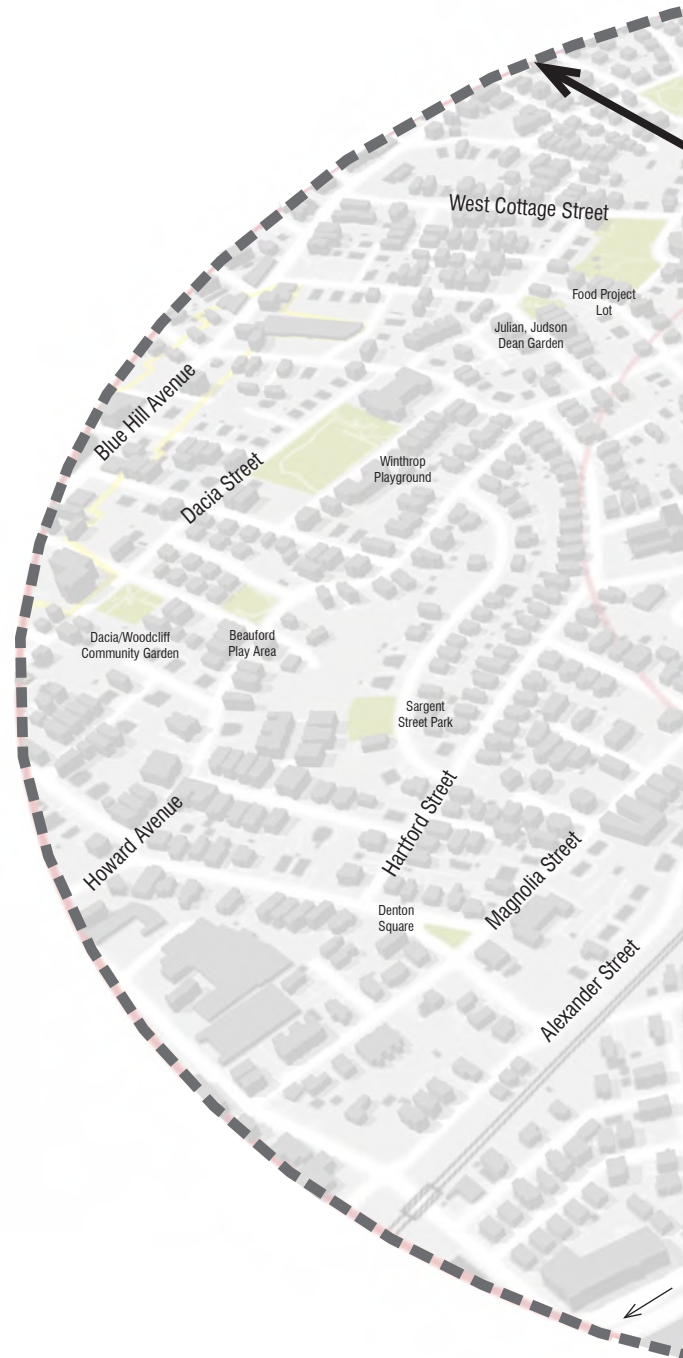 West Cottage Street
Food Project
Lot
Julian, Judson
Dean Garden
Blue Hill Avenue
Winthrop
Playground
Dacia Street
Dacia/Woodcliff
Community Garden
Beauford
Play Area
Sargent
Street Park
Hartford Street
Howard Avenue
Magnolia Street
Denton
Square
Alexander Street